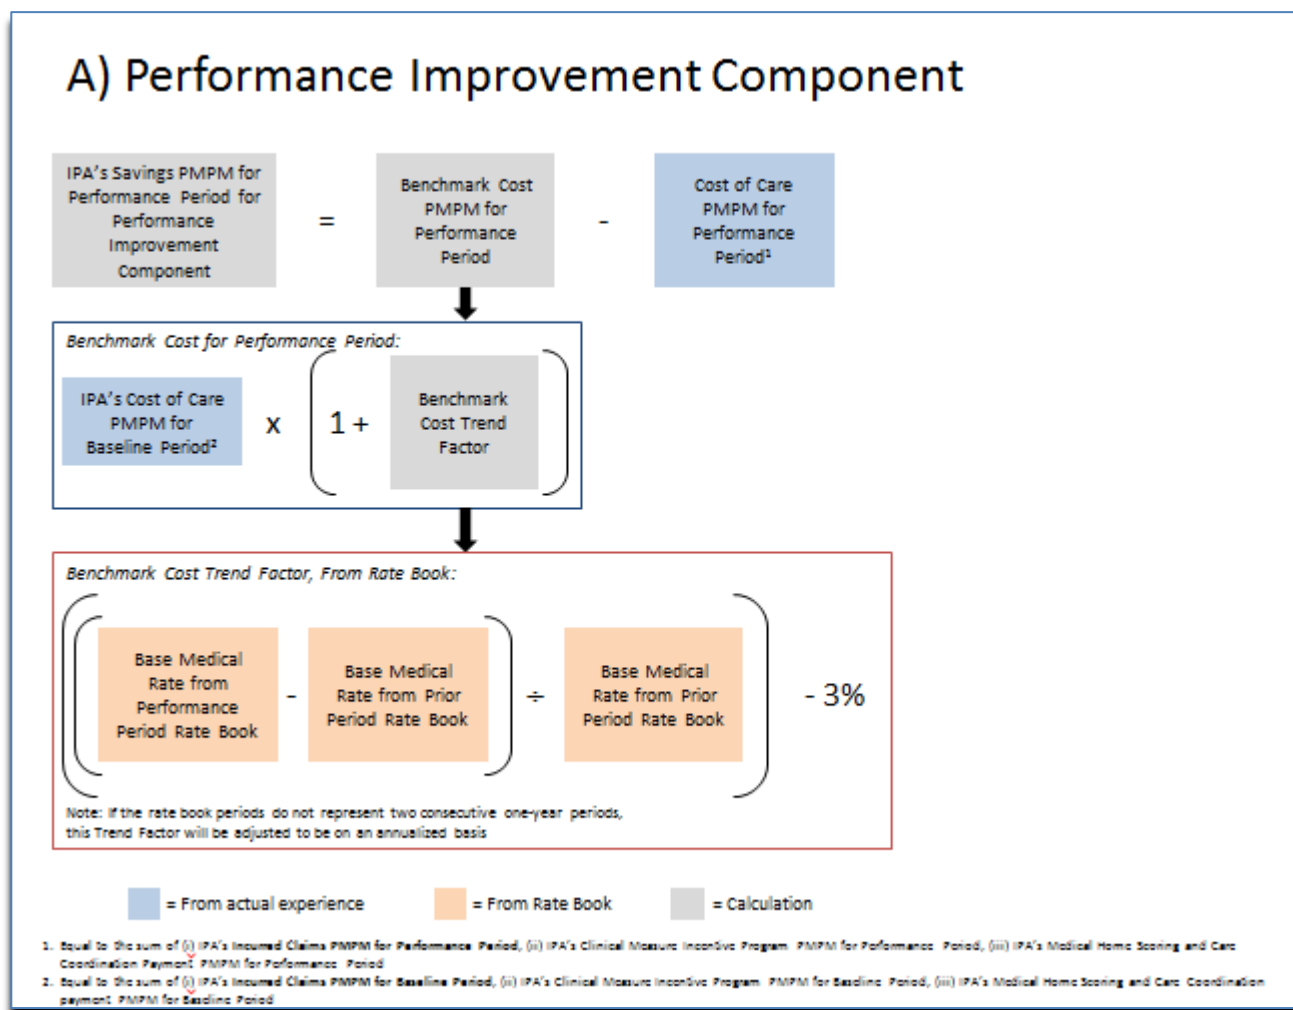 A) Performance Improvement Component
IPA's Savings PMPM for
Performance Period for
Performance
Improvement
Component
=
Benchmark Cost
PMPM for
Performance
Period
-
Cost of Care
PMPM for
Performance
Period¹
Benchmark Cost for Performance Period:
IPA's Cost of Care
PMPM for
Baseline Period²
x
1 +
Benchmark
Cost Trend
Factor
Benchmark Cost Trend Factor, From Rate Book:
Base Medical
Rate from
Performance
Period Rate Book
-
Base Medical
Rate from Prior
Period Rate Book
÷
Base Medical
Rate from Prior
Period Rate Book
- 3%
Note: If the rate book periods do not represent two consecutive one-year periods,
this Trend Factor will be adjusted to be on an annualized basis
= From actual experience
= From Rate Book
= Calculation
1. Equal to the sum of (i) IPA's Incurred Claims PMPM for Performance Period, (ii) IPA's Clinical Measure Incentive Program PMPM for Performance Period, (iii) IPA's Medical Home Scoring and Care
Coordination Payment PMPM for Performance Period
2. Equal to the sum of (i) IPA's Incurred Claims PMPM for Baseline Period, (ii) IPA's Clinical Measure Incentive Program PMPM for Baseline Period, (iii) IPA's Medical Home Scoring and Care Coordination
payment PMPM for Baseline Period